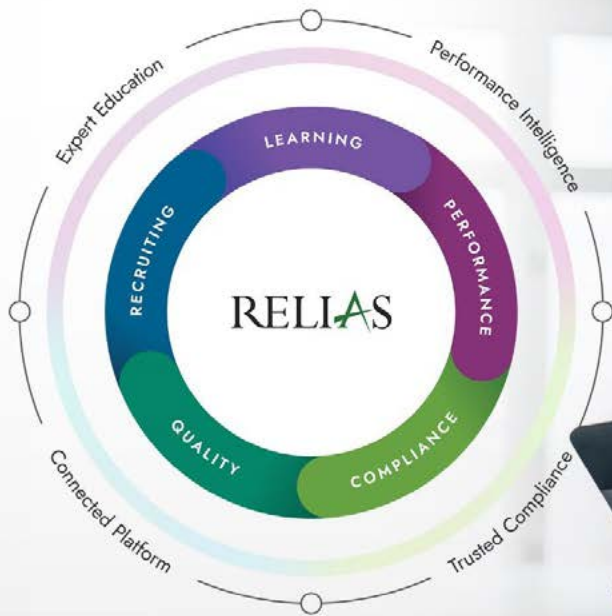 Expert Education
Performance Intelligence
LEARNING
RECRUITING
PERFORMANCE
RELIAS
QUALITY
COMPLIANCE
Connected Platform
Trusted Compliance